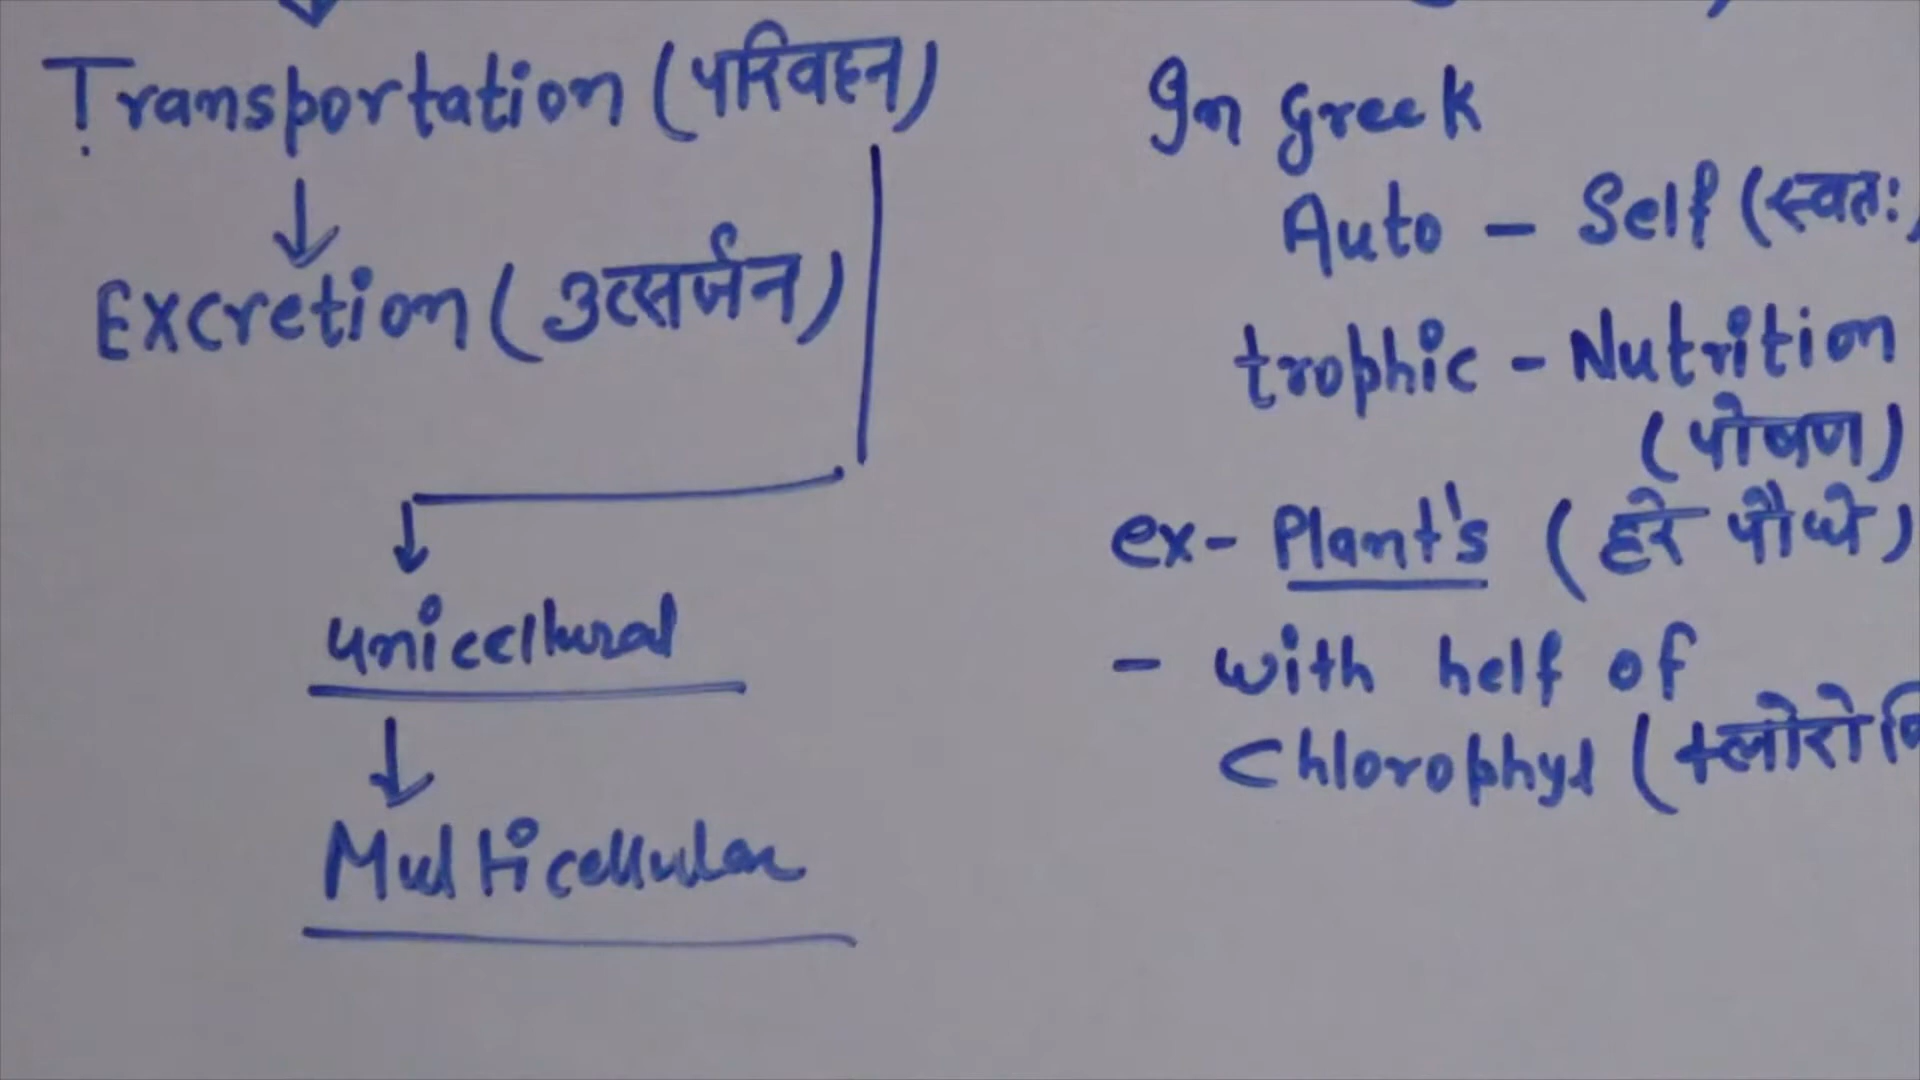 Transportation (परिवहन)
Excretion (उत्सर्जन)
unicellural
Multicellular
In Greek
Auto - Self (स्वतः)
trophic - Nutrition
(पोषण)
ex- Plant's (हरे पौधे)
- with helf of
Chlorophyl (क्लोरोफि